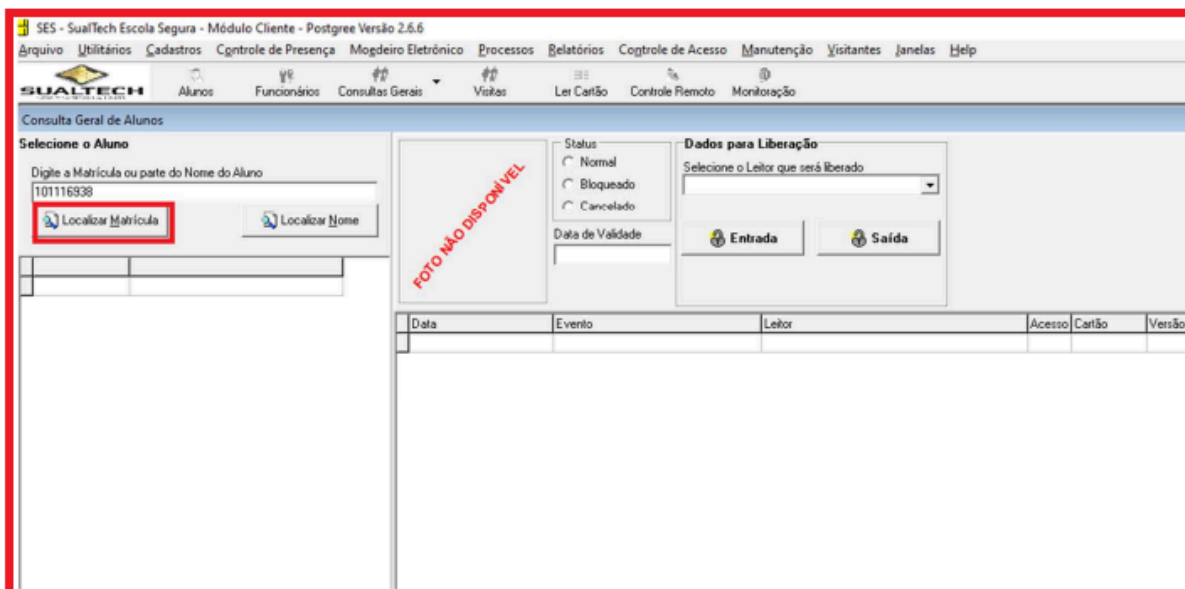 SES - SualTech Escola Segura - Módulo Cliente - Postgree Versão 2.6.6
Arquivo Utilitários Cadastros Controle de Presença Mogdeiro Eletrônico Processos Relatórios Controle de Acesso Manutenção Visitantes Janelas Help
SUALTECH Alunos Funcionários Consultas Gerais Visitas Ler Cartão Controle Remoto Monitoração
Consulta Geral de Alunos
Selecione o Aluno
Digite a Matrícula ou parte do Nome do Aluno
101116938
Localizar Matrícula Localizar Nome
FOTO NÃO DISPONÍVEL
Status
Normal
Bloqueado
Cancelado
Data de Validade
Dados para Liberação
Selecione o Leitor que será liberado
Entrada Saída
Data Evento Leitor Acesso Cartão Versão